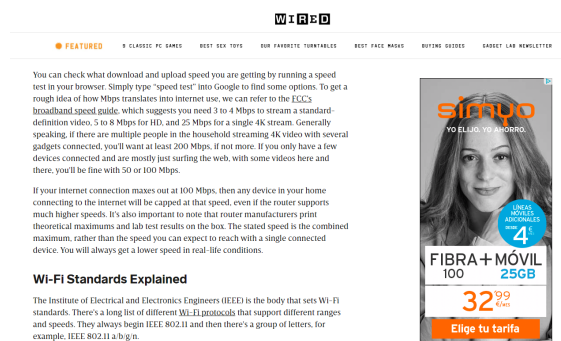 WIRED
FEATURED
8 CLASSIC PC GAMES
BEST SEX TOYS
OUR FAVORITE TURNTABLES
BEST FACE MASKS
BUYING GUIDES
GADGET LAB NEWSLETTER
You can check what download and upload speed you are getting by running a speed
test in your browser. Simply type "speed test" into Google to find some options. To get a
rough idea of how Mbps translates into internet use, we can refer to the FCC's
broadband speed guide, which suggests you need 3 to 4 Mbps to stream a standard-
definition video, 5 to 8 Mbps for HD, and 25 Mbps for a single 4K stream. Generally
speaking, if there are multiple people in the household streaming 4K video with several
gadgets connected, you'll want at least 200 Mbps, if not more. If you only have a few
devices connected and are mostly just surfing the web, with some videos here and
there, you'll be fine with 50 or 100 Mbps.
If your internet connection maxes out at 100 Mbps, then any device in your home
connecting to the internet will be capped at that speed, even if the router supports
much higher speeds. It's also important to note that router manufacturers print
theoretical maximums and lab test results on the box. The stated speed is the combined
maximum, rather than the speed you can expect to reach with a single connected
device. You will always get a lower speed in real-life conditions.
Wi-Fi Standards Explained
The Institute of Electrical and Electronics Engineers (IEEE) is the body that sets Wi-Fi
standards. There's a long list of different Wi-Fi protocols that support different ranges
and speeds. They always begin IEEE 802.11 and then there's a group of letters, for
example, IEEE 802.11 a/b/g/n.
simyo
YO ELIJO. YO AHORRO.
LÍNEAS
MÓVILES
ADICIONALES
DESDE 4€
FIBRA+MÓVIL
100 25GB
32'99
€/mes
Elige tu tarifa